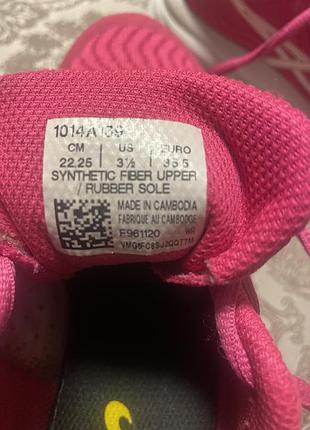 1014A139
CM US EURO
22.25 3½ 35.5
SYNTHETIC FIBER UPPER
/ RUBBER SOLE
MADE IN CAMBODIA
FABRIQUE AU CAMBODGE
F961120 WR